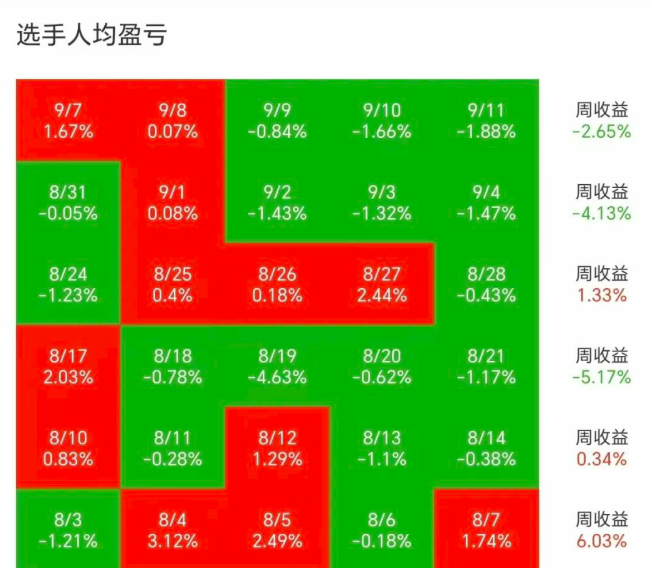 选手人均盈亏
9/7 9/8 9/9 9/10 9/11 周收益
1.67% 0.07% -0.84% -1.66% -1.88% -2.65%
8/31 9/1 9/2 9/3 9/4 周收益
-0.05% 0.08% -1.43% -1.32% -1.47% -4.13%
8/24 8/25 8/26 8/27 8/28 周收益
-1.23% 0.4% 0.18% 2.44% -0.43% 1.33%
8/17 8/18 8/19 8/20 8/21 周收益
2.03% -0.78% -4.63% -0.62% -1.17% -5.17%
8/10 8/11 8/12 8/13 8/14 周收益
0.83% -0.28% 1.29% -1.1% -0.38% 0.34%
8/3 8/4 8/5 8/6 8/7 周收益
-1.21% 3.12% 2.49% -0.18% 1.74% 6.03%